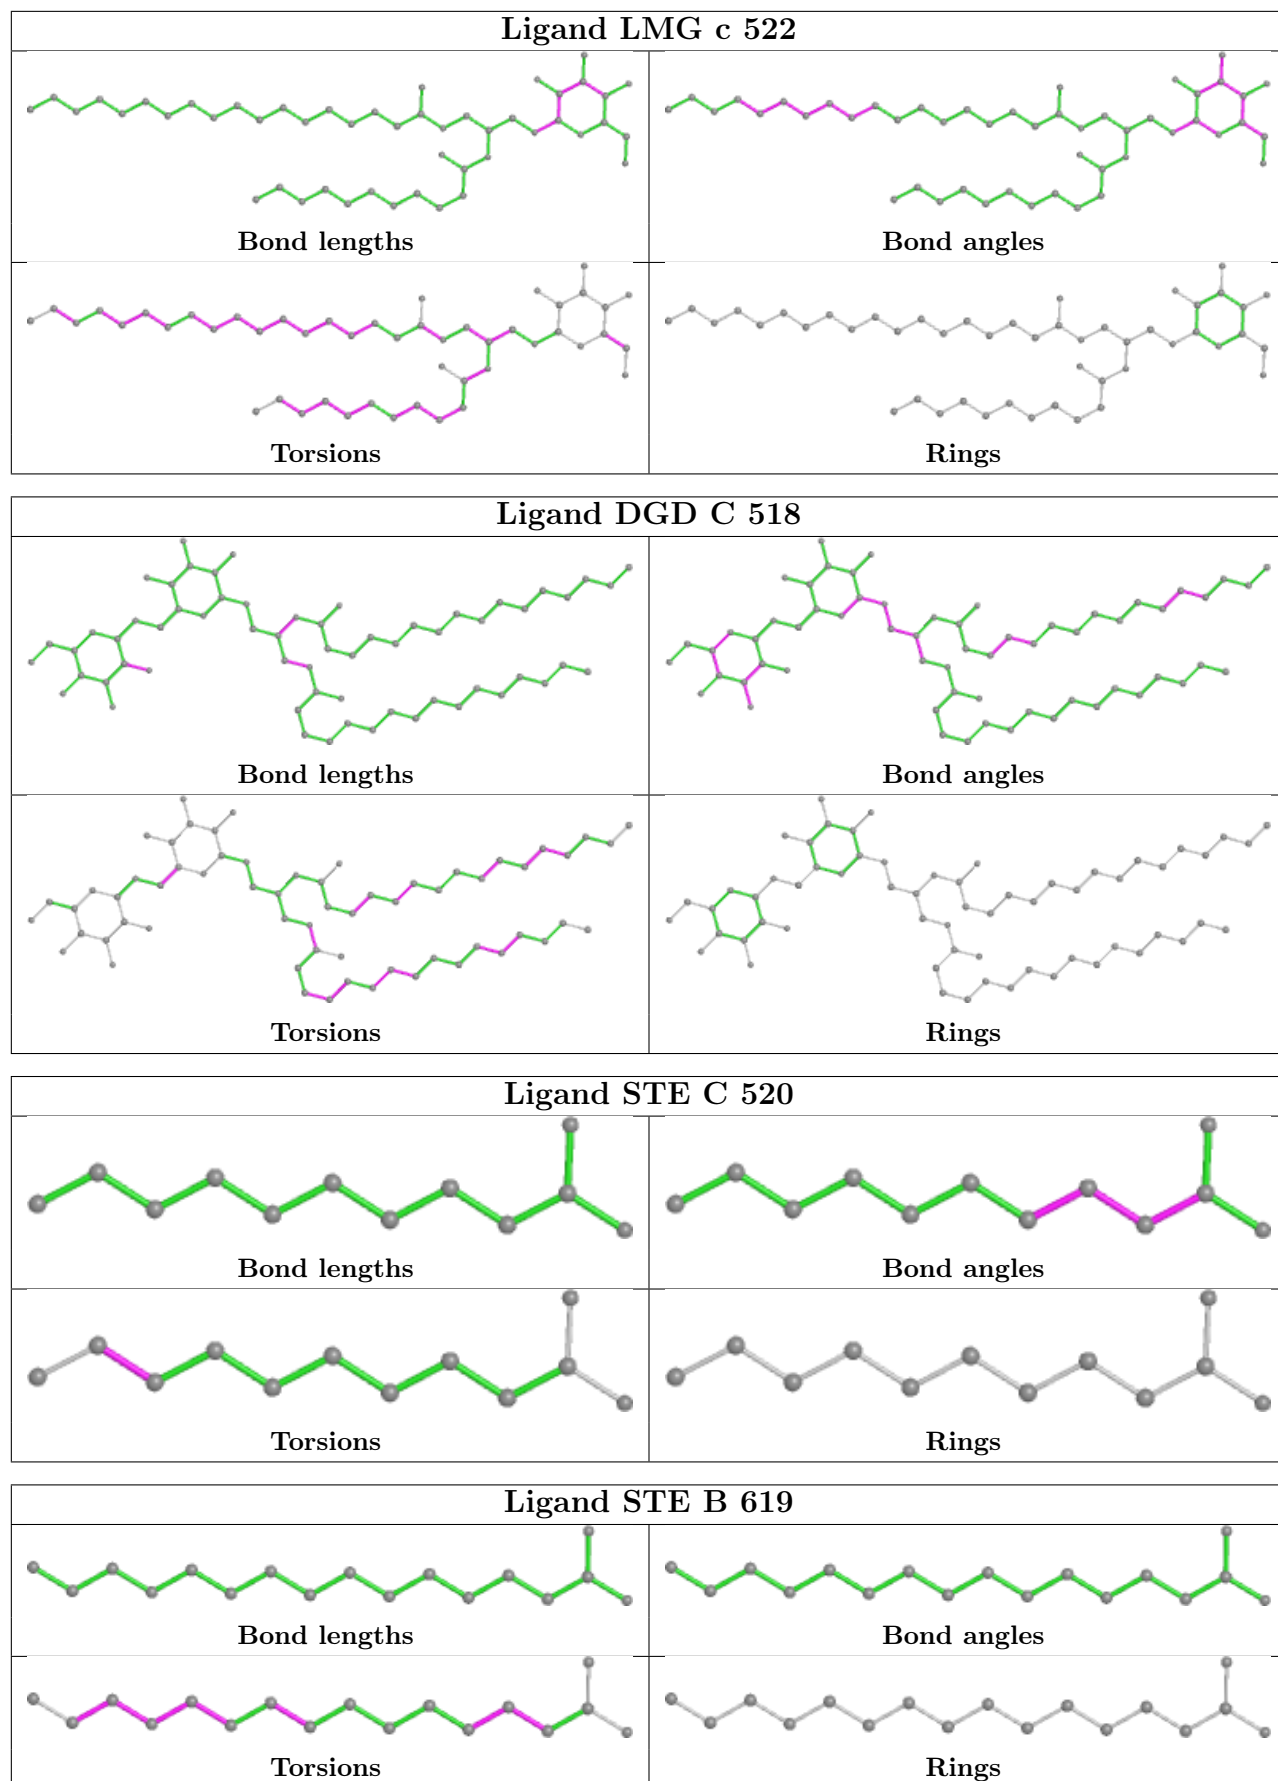 Ligand LMG c 522
Bond lengths
Bond angles
Torsions
Rings
Ligand DGD C 518
Bond lengths
Bond angles
Torsions
Rings
Ligand STE C 520
Bond lengths
Bond angles
Torsions
Rings
Ligand STE B 619
Bond lengths
Bond angles
Torsions
Rings